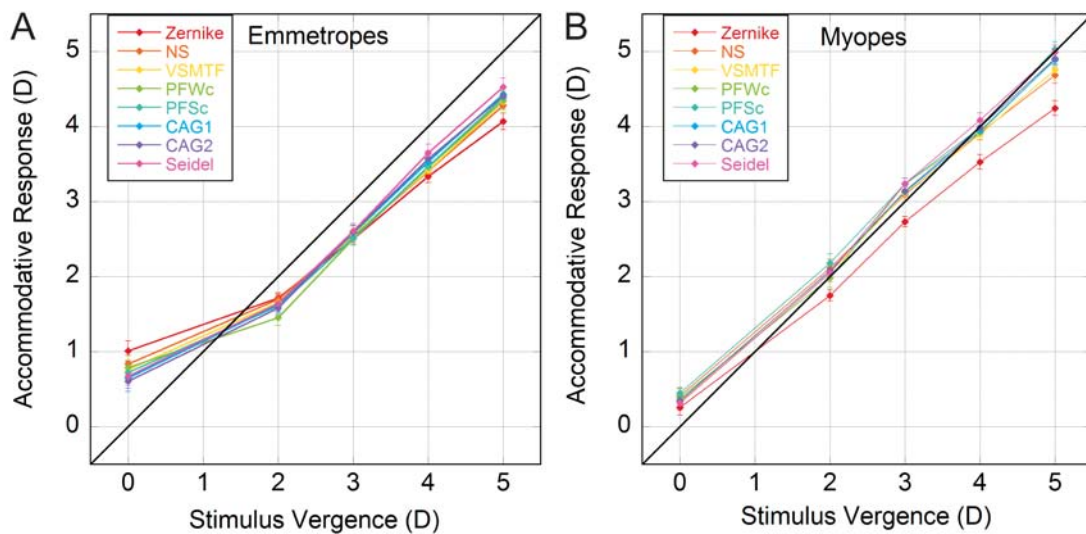 A
Emmetropes
Zernike
NS
VSMTF
PFWc
PFSc
CAG1
CAG2
Seidel
Accommodative Response (D)
5
4
3
2
1
0
0 1 2 3 4 5
Stimulus Vergence (D)
B
Myopes
Zernike
NS
VSMTF
PFWc
PFSc
CAG1
CAG2
Seidel
Accommodative Response (D)
5
4
3
2
1
0
0 1 2 3 4 5
Stimulus Vergence (D)